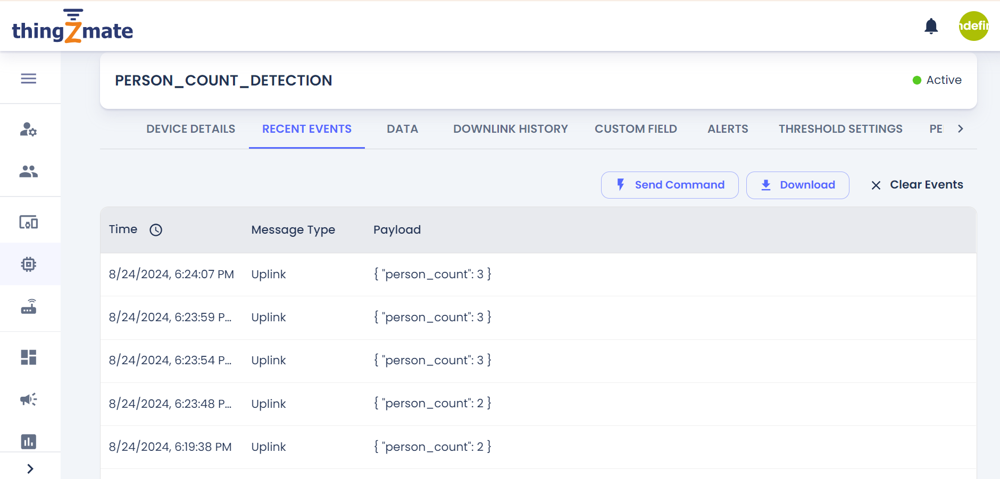 thingZmate
ndefin
PERSON_COUNT_DETECTION
Active
DEVICE DETAILS RECENT EVENTS DATA DOWNLINK HISTORY CUSTOM FIELD ALERTS THRESHOLD SETTINGS PE
Send Command Download Clear Events
Time Message Type Payload
8/24/2024, 6:24:07 PM Uplink { "person_count": 3 }
8/24/2024, 6:23:59 P... Uplink { "person_count": 3 }
8/24/2024, 6:23:54 P... Uplink { "person_count": 3 }
8/24/2024, 6:23:48 P... Uplink { "person_count": 2 }
8/24/2024, 6:19:38 PM Uplink { "person_count": 2 }